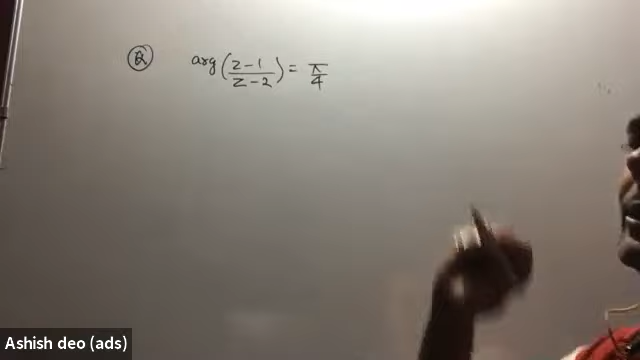 Q arg((z-1)/(z-2)) = π/4
Ashish deo (ads)